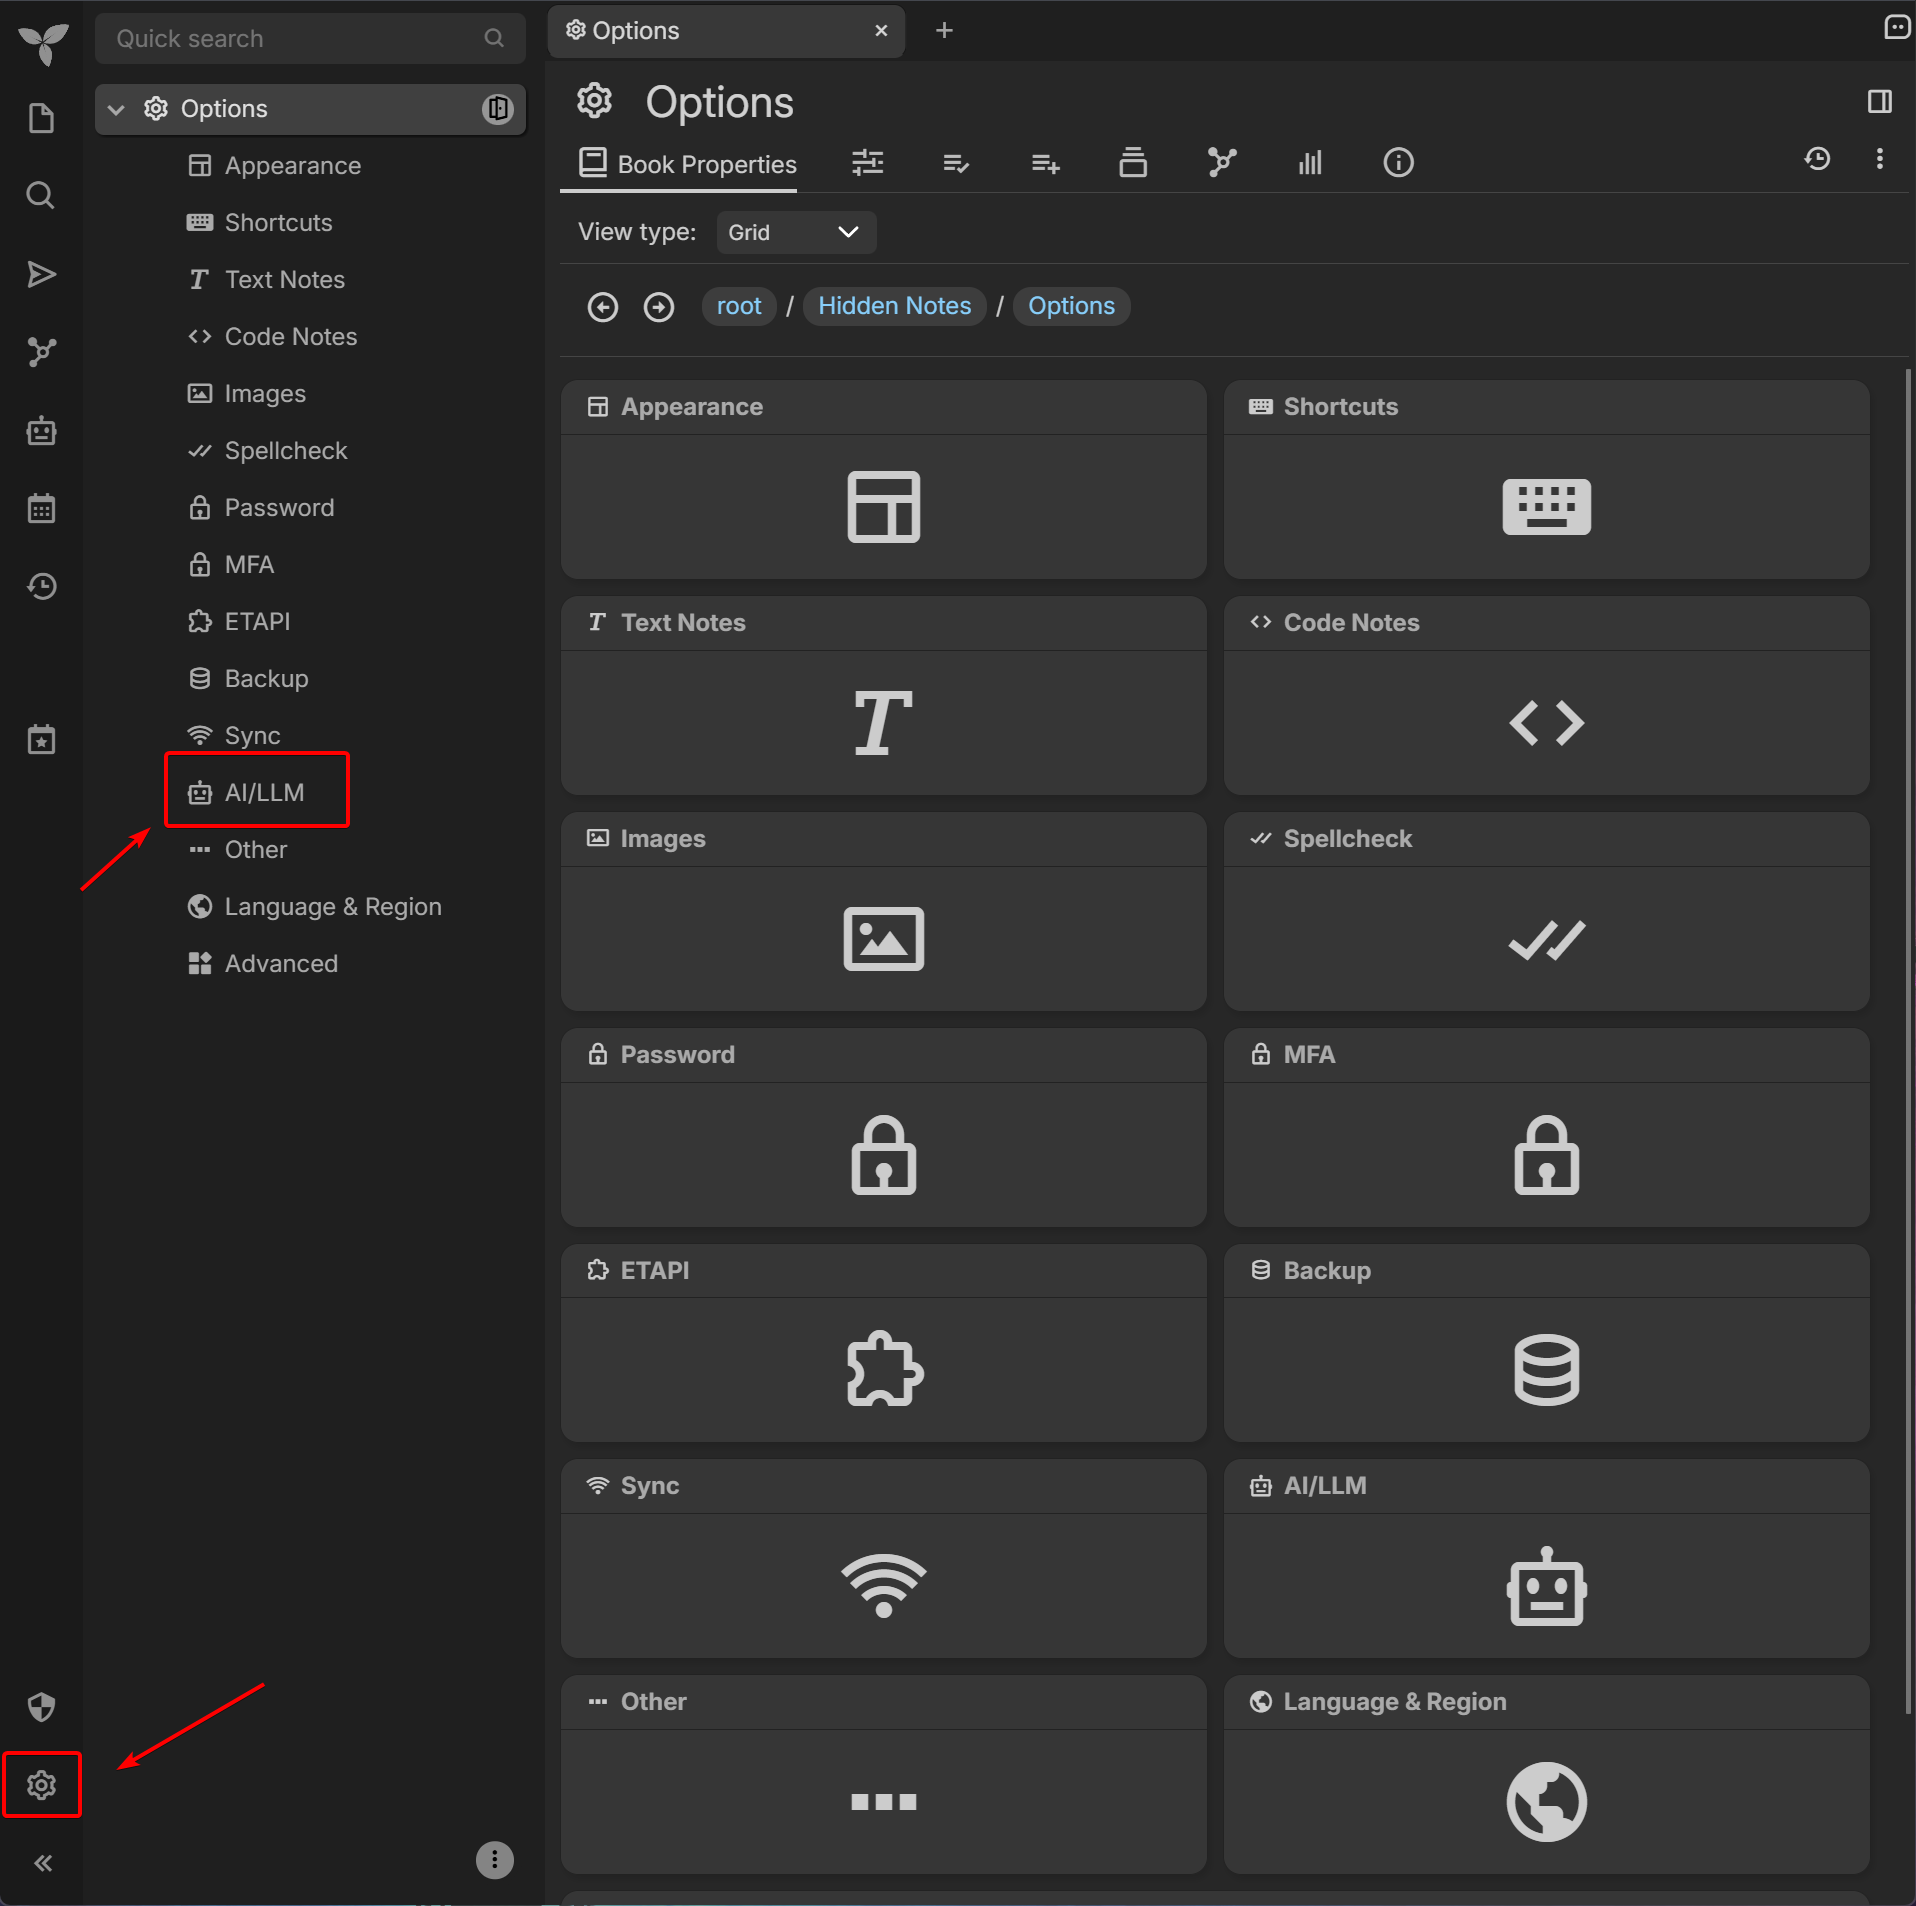 Quick search
Options
Appearance
Shortcuts
Text Notes
Code Notes
Images
Spellcheck
Password
MFA
ETAPI
Backup
Sync
AI/LLM
Other
Language & Region
Advanced
Options
Options
Book Properties
View type: Grid
root / Hidden Notes / Options
Appearance
Shortcuts
Text Notes
Code Notes
Images
Spellcheck
Password
MFA
ETAPI
Backup
Sync
AI/LLM
Other
Language & Region